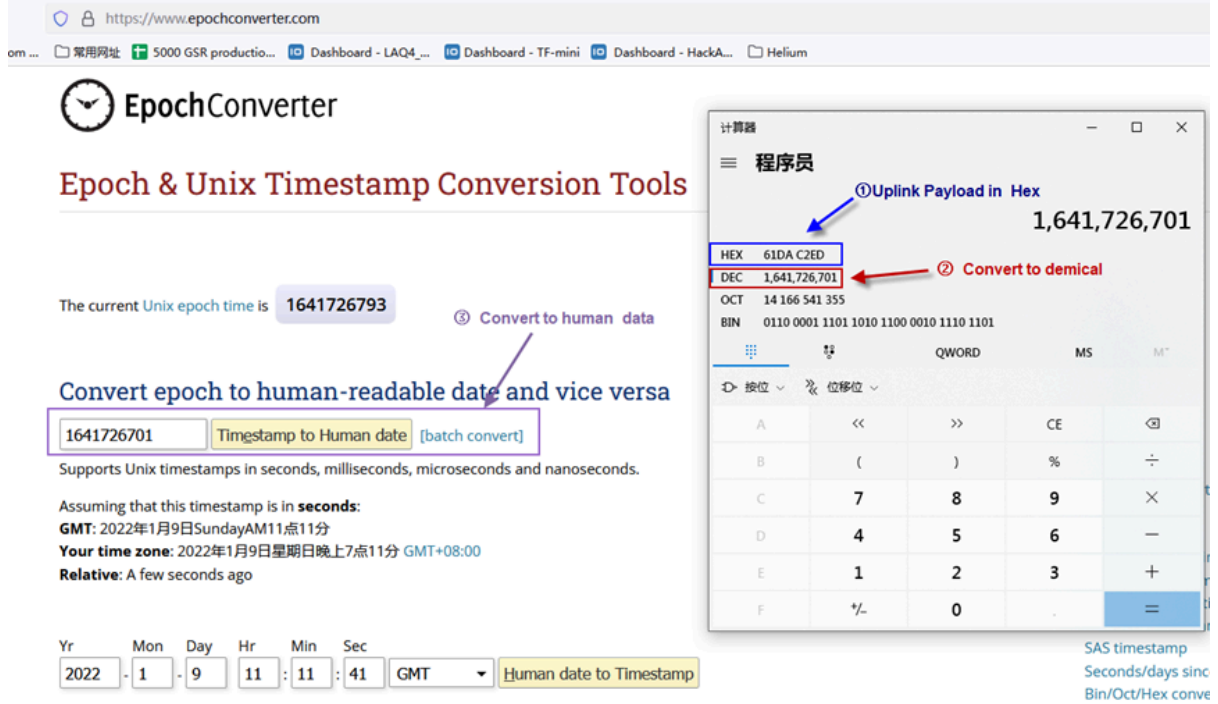 https://www.epochconverter.com
om ... 常用网址 5000 GSR productio... Dashboard - LAQ4_... Dashboard - TF-mini Dashboard - HackA... Helium
EpochConverter
Epoch & Unix Timestamp Conversion Tools
The current Unix epoch time is 1641726793
③ Convert to human data
Convert epoch to human-readable date and vice versa
1641726701 Timestamp to Human date [batch convert]
Supports Unix timestamps in seconds, milliseconds, microseconds and nanoseconds.
Assuming that this timestamp is in seconds:
GMT: 2022年1月9日SundayAM11点11分
Your time zone: 2022年1月9日星期日晚上7点11分 GMT+08:00
Relative: A few seconds ago
Yr Mon Day Hr Min Sec
2022 - 1 - 9 11 : 11 : 41 GMT Human date to Timestamp
计算器
程序员
①Uplink Payload in Hex
1,641,726,701
HEX 61DA C2ED
DEC 1,641,726,701
② Convert to demical
OCT 14 166 541 355
BIN 0110 0001 1101 1010 1100 0010 1110 1101
QWORD MS M˅
按位 位移位
A << >> CE
B ( ) % ÷
C 7 8 9 ×
D 4 5 6 −
E 1 2 3 +
F +/− 0 . =
SAS timestamp
Seconds/days sinc
Bin/Oct/Hex conve